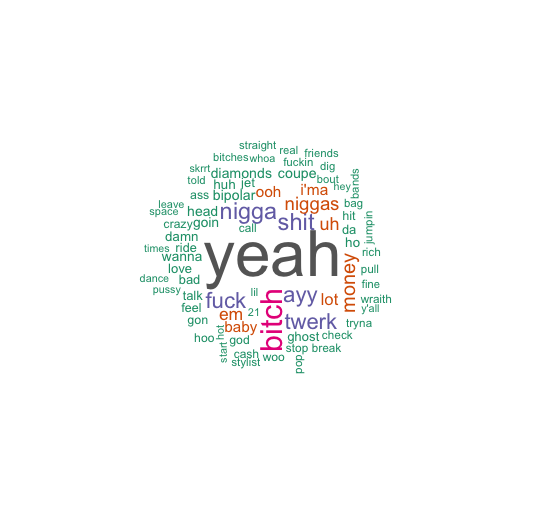 straight
real
friends
bitches
whoa
fuckin
dig
skrrt
diamonds
coupe
bout
told
huh
jet
i'ma
hey
bands
ass
bipolar
ooh
niggas
bag
leave
space
head
nigga
shit
uh
hit
jumpin
crazy
goin
call
da
damn
yeah
ho
times
ride
wanna
rich
love
money
pull
dance
bad
fine
pussy
talk
fuck
lil
bitch
ayy
lot
wraith
feel
em
21
y'all
gon
baby
twerk
tryna
hoo
hot
god
ghost
check
start
cash
woo
stop
break
stylist
pop